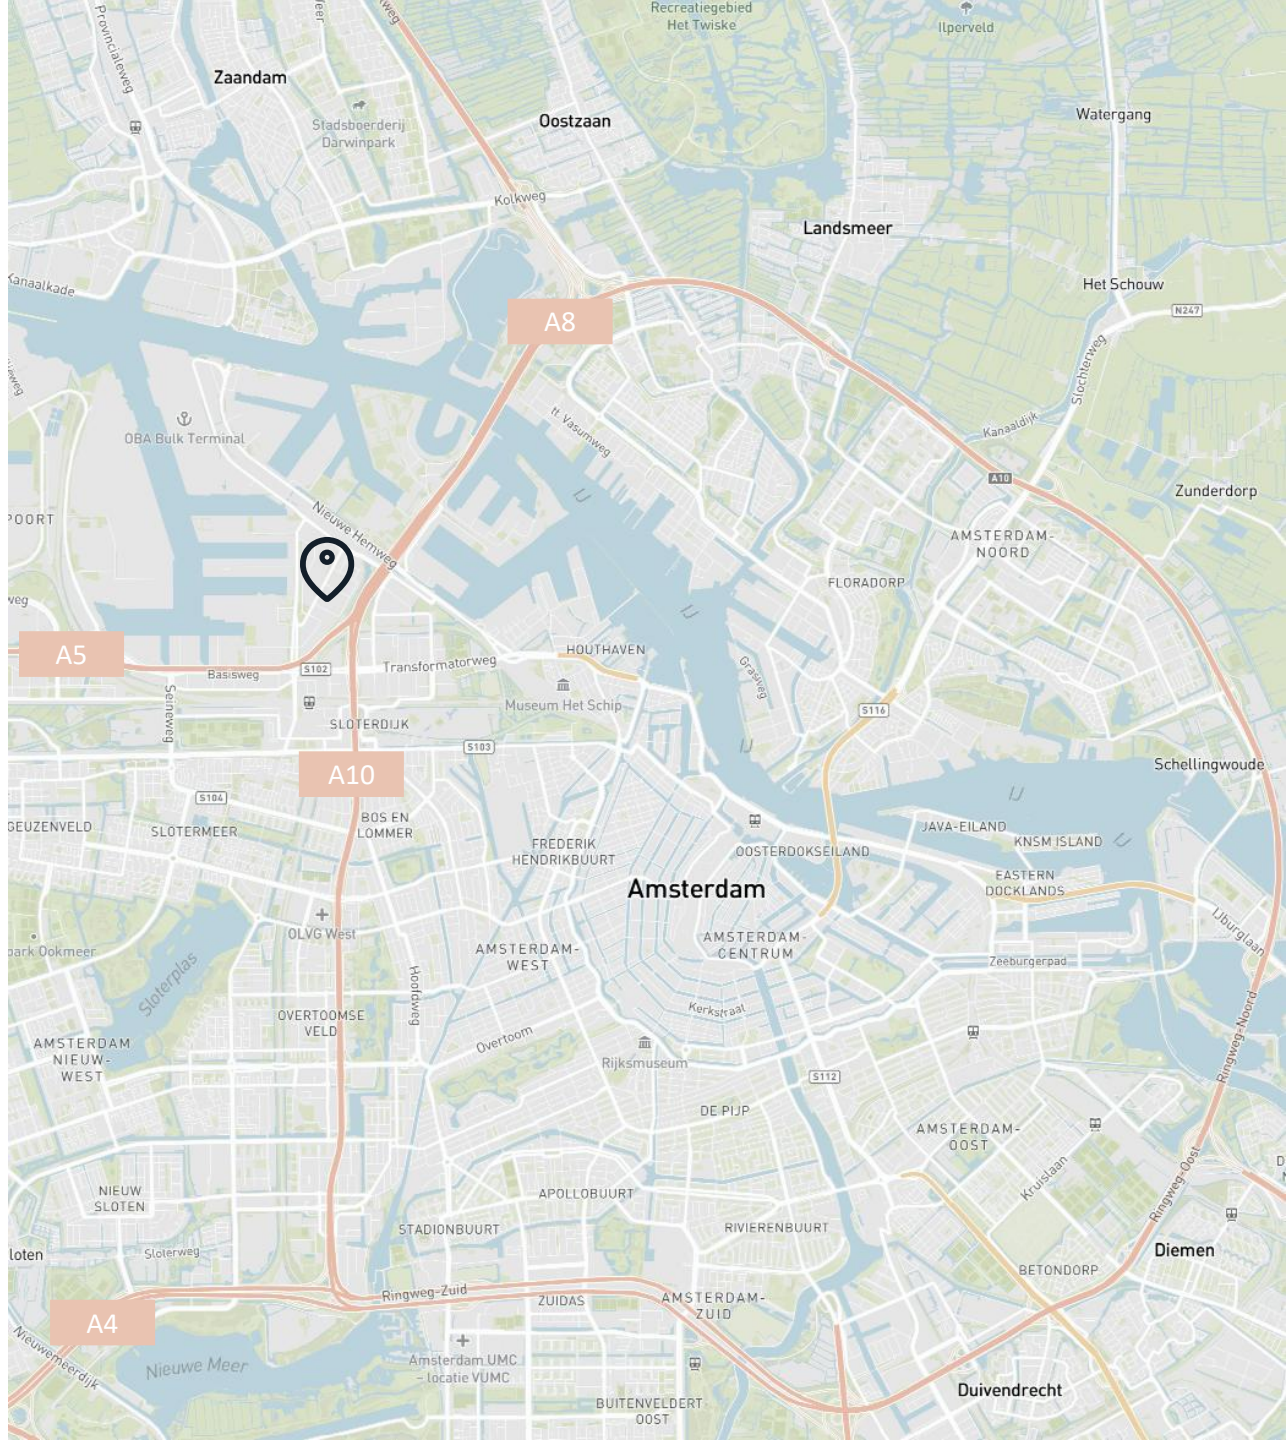 Recreatiegebied
Het Twiske
Ilperveld
Provincialeweg
Zaandam
Stadsboerderij
Darwinpark
Oostzaan
Watergang
Kolkweg
Landsmeer
Kanaalkade
Het Schouw
N247
A8
Slochterweg
OBA Bulk Terminal
tt. Vasumweg
Kanaaldijk
A10
Zunderdorp
POORT
Nieuwe Hemweg
IJ
AMSTERDAM-
NOORD
FLORADORP
weg
IJ
A5
HOUTHAVEN
S102
Transformatorweg
Basisweg
Grasweg
Seineweg
Museum Het Schip
SLOTERDIJK
S116
S103
IJ
A10
Schellingwoude
S104
IJ
GEUZENVELD
SLOTERMEER
BOS EN
LOMMER
JAVA-EILAND
KNSM ISLAND
IJ
FREDERIK
HENDRIKBUURT
OOSTERDOKSEILAND
EASTERN
DOCKLANDS
Amsterdam
OLVG West
IJburglaan
park Ookmeer
AMSTERDAM-
WEST
AMSTERDAM-
CENTRUM
Zeeburgerpad
Sloterplas
Hoofdweg
Kerkstraat
OVERTOOMSE
VELD
Overtoom
Ringweg-Noord
AMSTERDAM
NIEUW-
WEST
Rijksmuseum
S112
DE PIJP
AMSTERDAM-
OOST
Kruislaan
Ringweg-Oost
NIEUW
SLOTEN
APOLLOBUURT
STADIONBUURT
RIVIERENBUURT
loten
Sloterweg
Diemen
BETONDORP
Ringweg-Zuid
ZUIDAS
AMSTERDAM-
ZUID
A4
Nieuwemeerdijk
Nieuwe Meer
Amsterdam UMC
– locatie VUMC
Duivendrecht
BUITENVELDERT
OOST